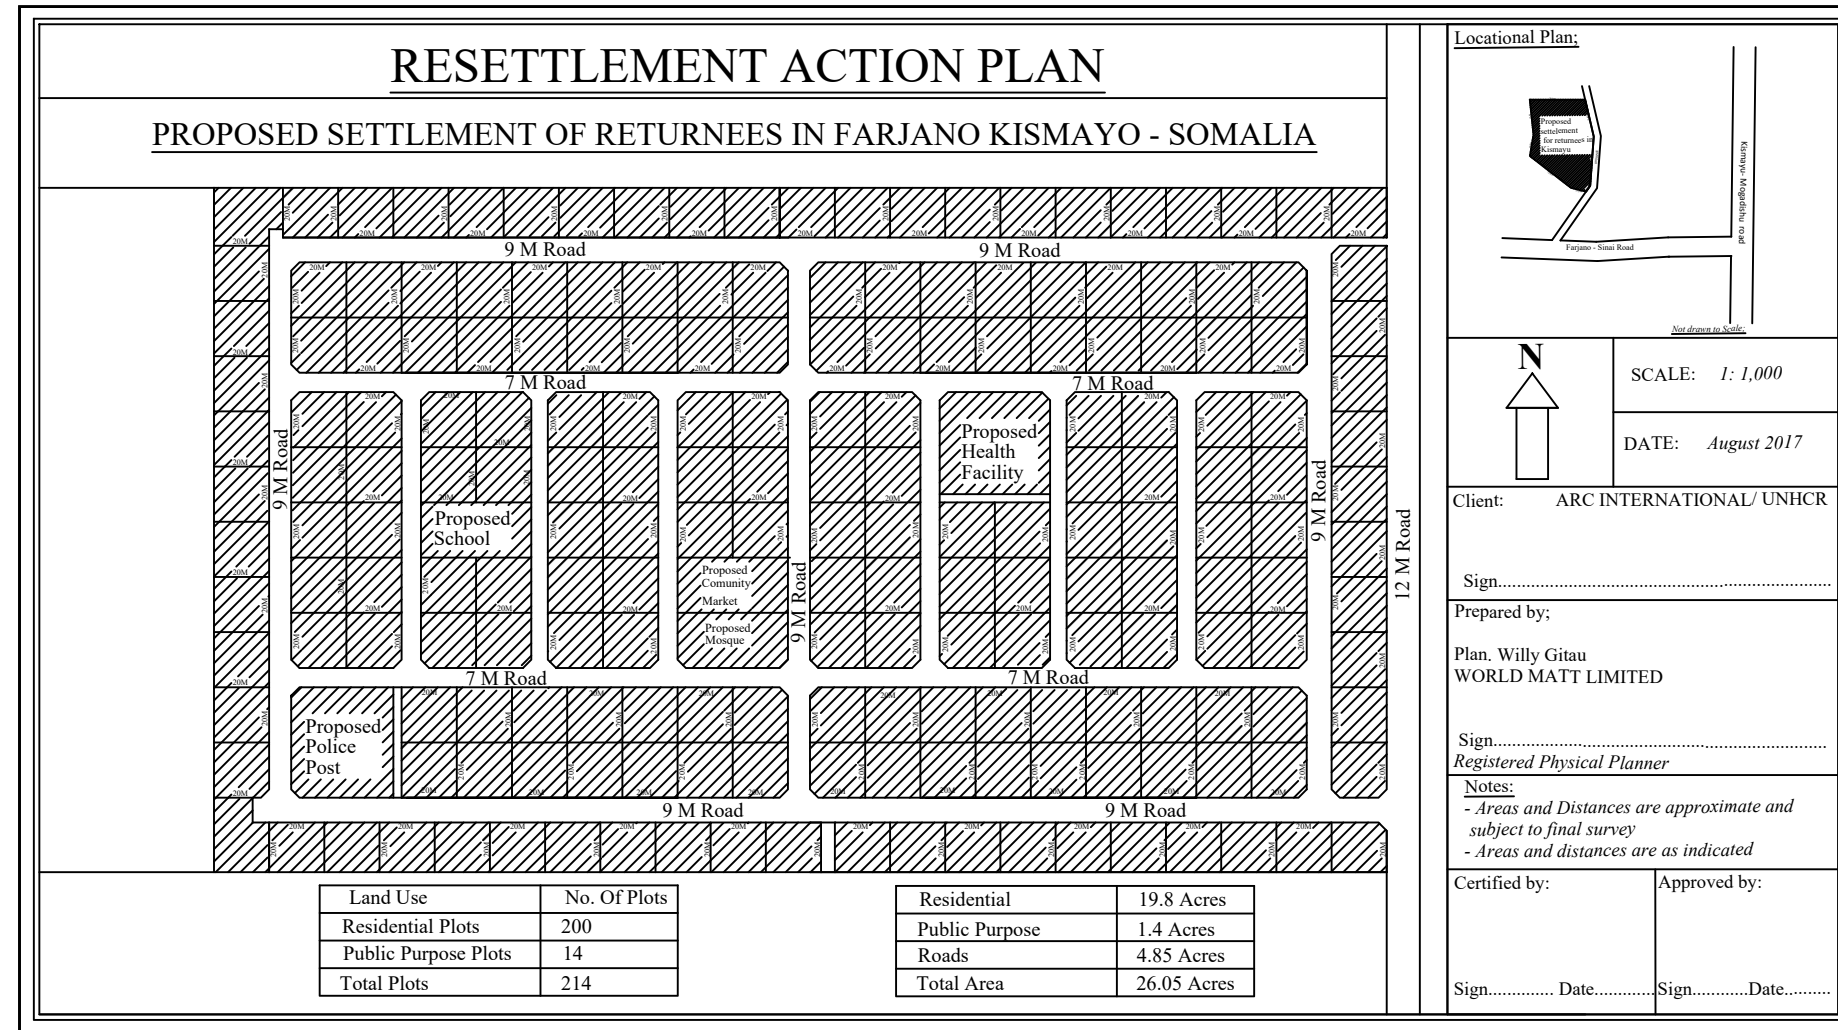 RESETTLEMENT ACTION PLAN
PROPOSED SETTLEMENT OF RETURNEES IN FARJANO KISMAYO - SOMALIA
9 M Road
9 M Road
7 M Road
7 M Road
9 M Road
Proposed
School
Proposed
Comunity
Market
Proposed
Mosque
9 M Road
Proposed
Health
Facility
9 M Road
12 M Road
7 M Road
7 M Road
Proposed
Police
Post
9 M Road
9 M Road
20M
Land Use No. Of Plots
Residential Plots 200
Public Purpose Plots 14
Total Plots 214
Residential 19.8 Acres
Public Purpose 1.4 Acres
Roads 4.85 Acres
Total Area 26.05 Acres
Locational Plan;
Proposed
settelement
for returnees in
Kismayu
Kismayu- Mogadishu road
Farjano - Sinai Road
Not drawn to Scale;
N
SCALE: 1: 1,000
DATE: August 2017
Client: ARC INTERNATIONAL/ UNHCR
Sign....................................................
Prepared by;
Plan. Willy Gitau
WORLD MATT LIMITED
Sign....................................................
Registered Physical Planner
Notes:
- Areas and Distances are approximate and
subject to final survey
- Areas and distances are as indicated
Certified by:
Approved by:
Sign.............. Date.............
Sign............Date..........